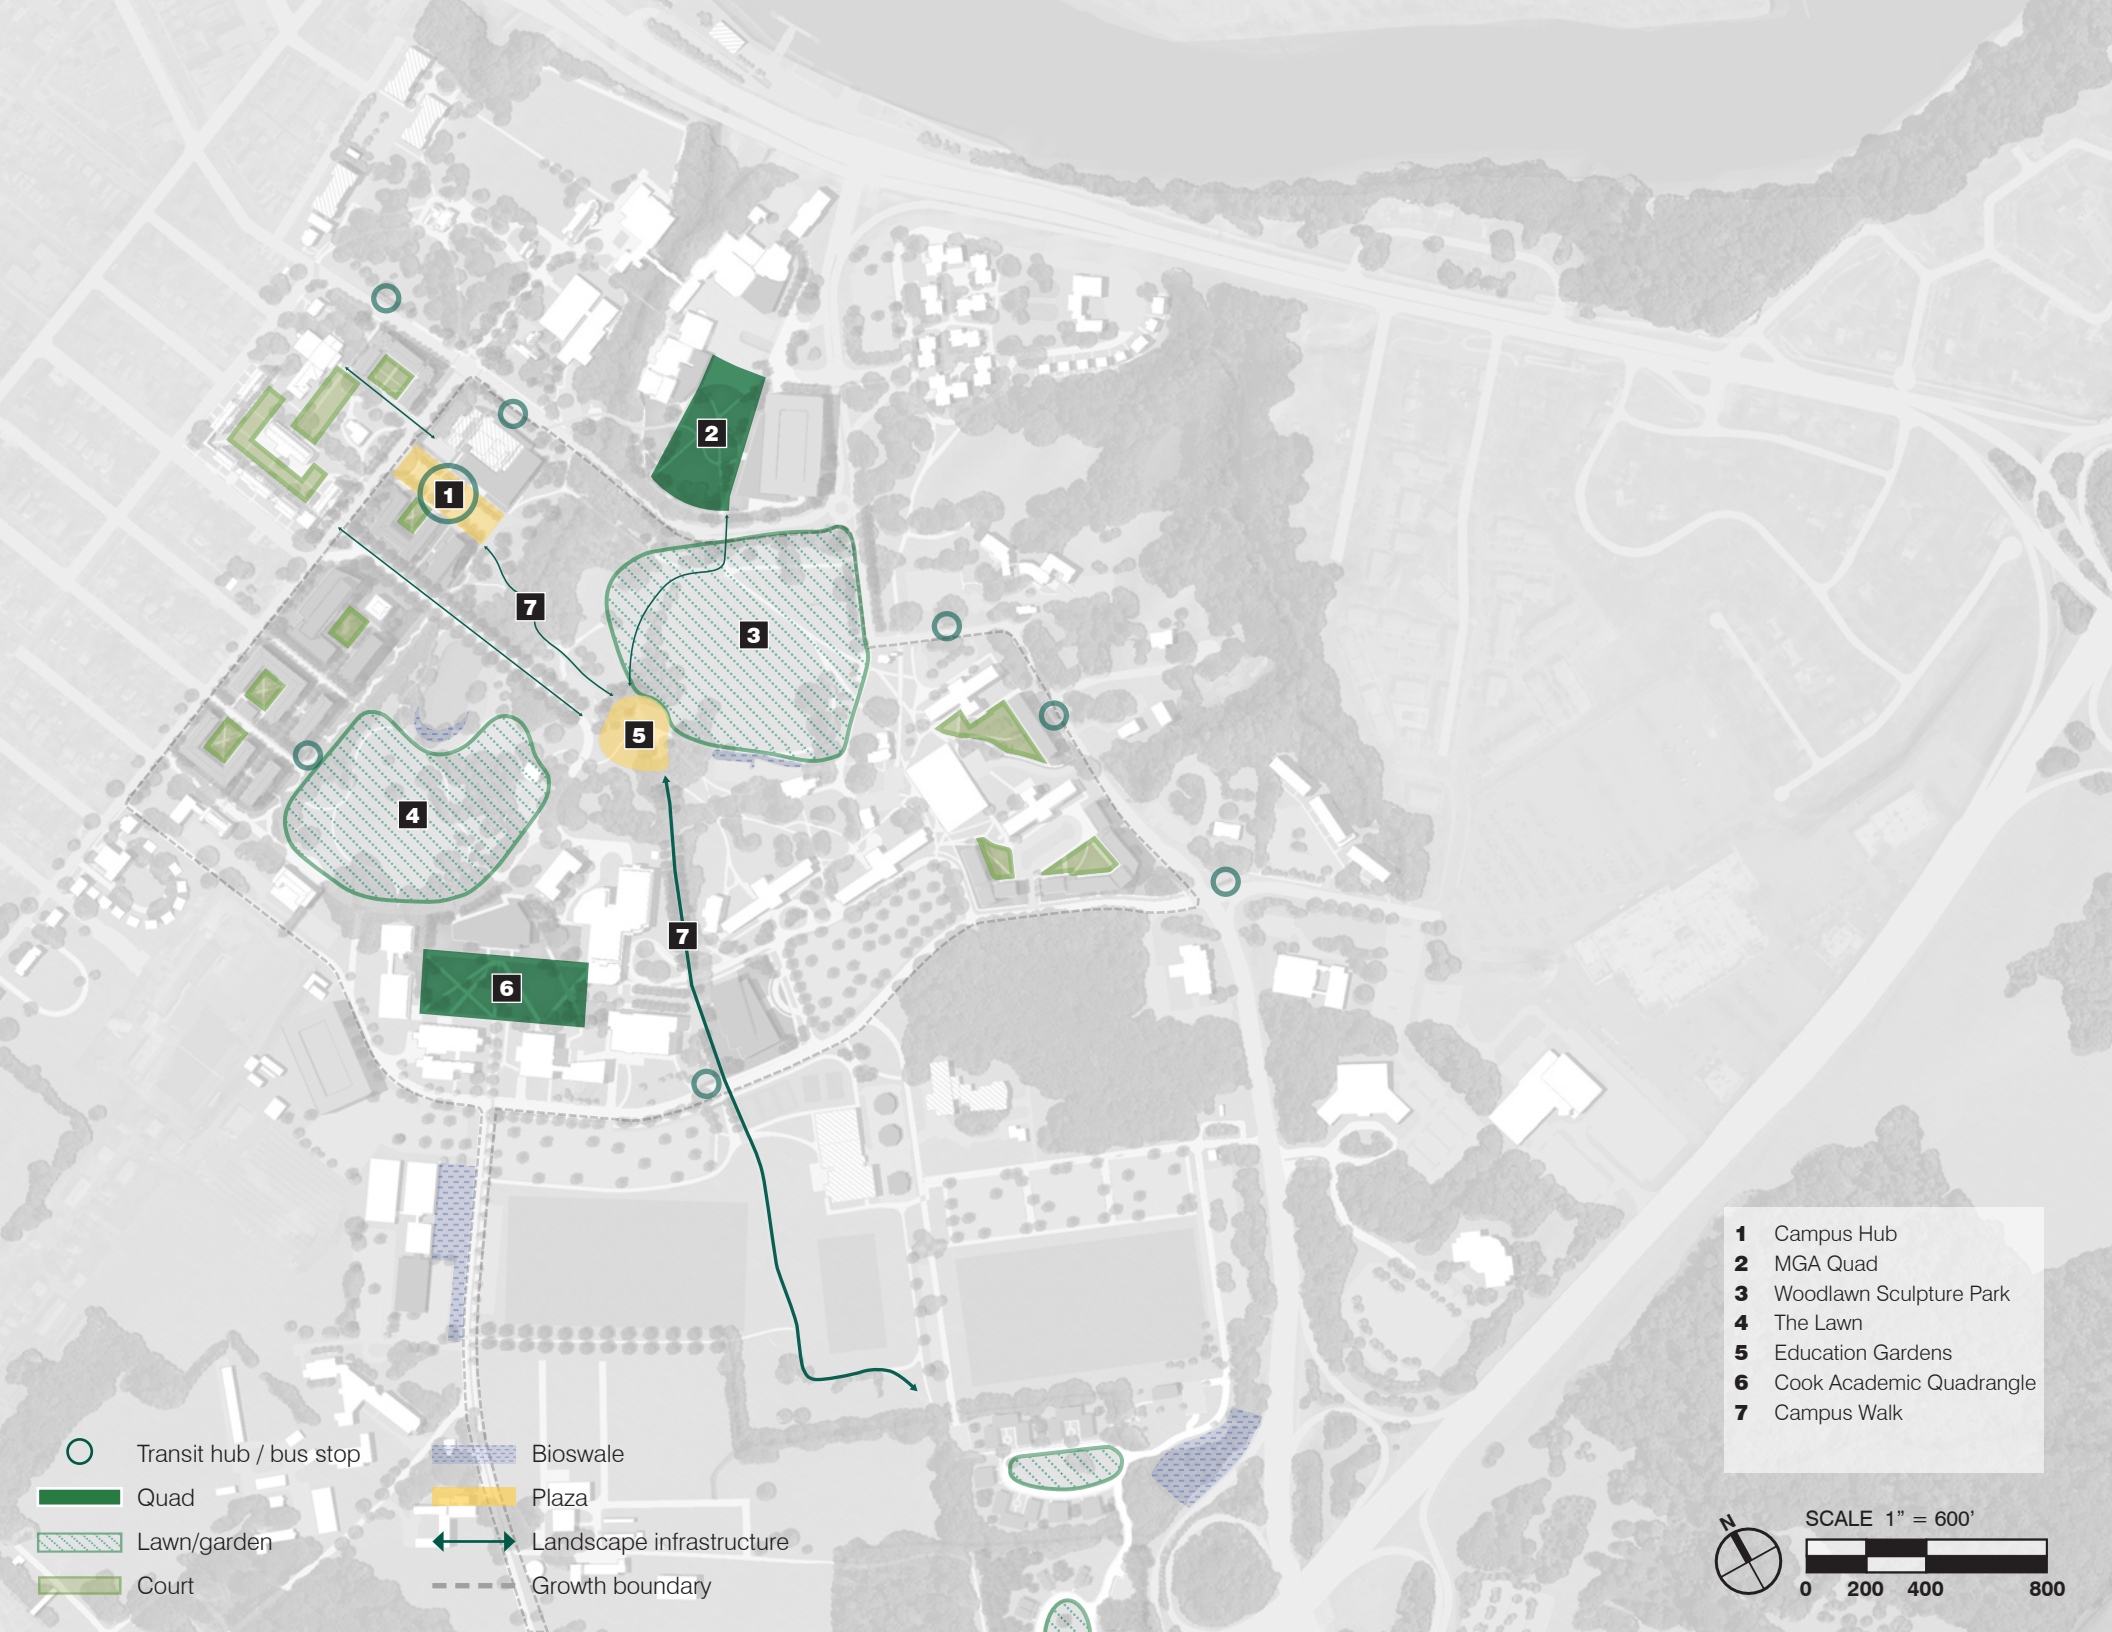 2
1
7
3
5
4
7
6
1 Campus Hub
2 MGA Quad
3 Woodlawn Sculpture Park
4 The Lawn
5 Education Gardens
6 Cook Academic Quadrangle
7 Campus Walk
Transit hub / bus stop
Quad
Lawn/garden
Court
Bioswale
Plaza
Landscape infrastructure
Growth boundary
N
SCALE 1” = 600’
0 200 400 800